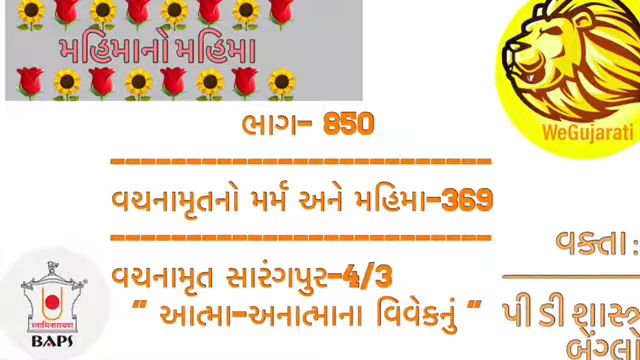 મહિમાનો મહિમા
WeGujarati
ભાગ- 850
વચનામૃતનો મર્મ અને મહિમા-369
વક્તા :
વચનામૃત સારંગપુર-4/3
" આત્મા-અનાત્માના વિવેકનું "
પી ડી શાસ્ત્ર
બેંગ્લો
स्वामिनारायण
BAPS